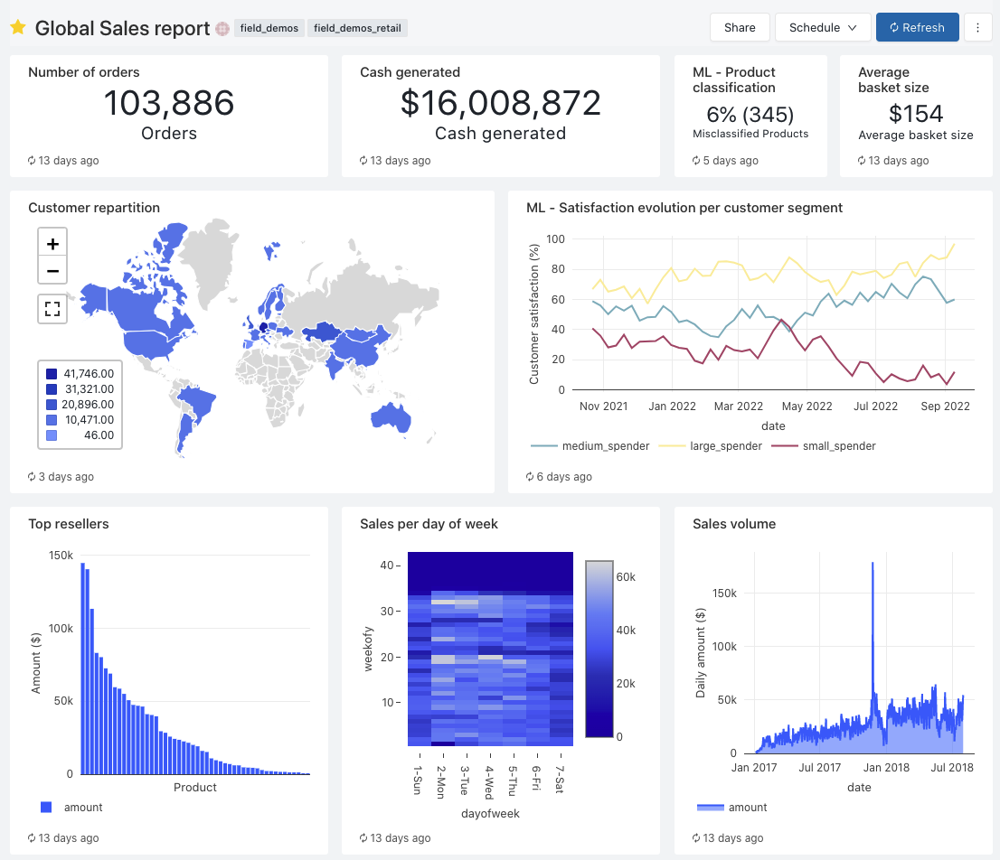 Global Sales report field_demos field_demos_retail Share Schedule Refresh
Number of orders
103,886
Orders
13 days ago
Cash generated
$16,008,872
Cash generated
13 days ago
ML - Product
classification
6% (345)
Misclassified Products
5 days ago
Average
basket size
$154
Average basket size
13 days ago
Customer repartition
+
−
41,746.00
31,321.00
20,896.00
10,471.00
46.00
3 days ago
ML - Satisfaction evolution per customer segment
Customer satisfaction (%)
100
80
60
40
20
0
Nov 2021 Jan 2022 Mar 2022 May 2022 Jul 2022 Sep 2022
date
medium_spender large_spender small_spender
6 days ago
Top resellers
Amount ($)
150k
100k
50k
0
Product
amount
13 days ago
Sales per day of week
weekofy
40
30
20
10
60k
40k
20k
0
1-Sun 2-Mon 3-Tue 4-Wed 5-Thu 6-Fri 7-Sat
dayofweek
13 days ago
Sales volume
Daily amount ($)
150k
100k
50k
0
Jan 2017 Jul 2017 Jan 2018 Jul 2018
date
amount
13 days ago